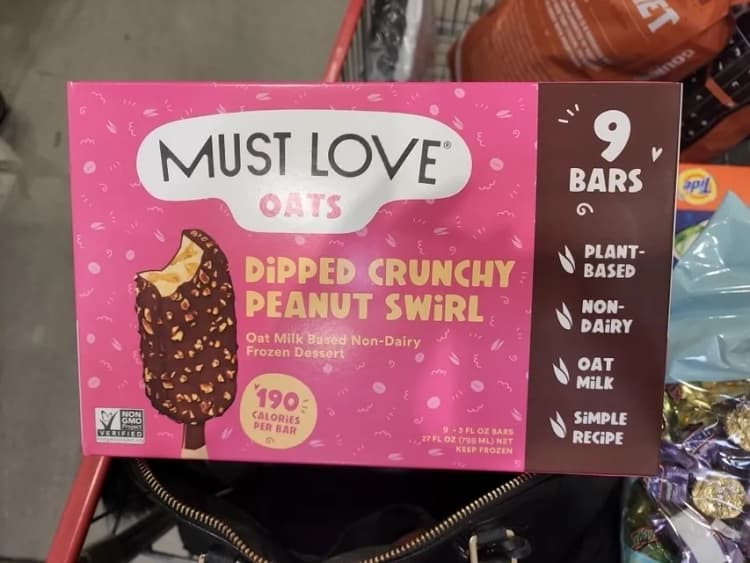 MUST LOVE®
OATS
DiPPED CRUNCHY
PEANUT SWiRL
Oat Milk Based Non-Dairy
Frozen Dessert
190
CALORiES
PER BAR
NON
GMO
Project
VERIFIED
9 - 3 FL OZ BARS
27 FL OZ (798 ML) NET
KEEP FROZEN
9
BARS
PLANT-
BASED
NON-
DAiRY
OAT
MiLK
SiMPLE
RECiPE
Tide